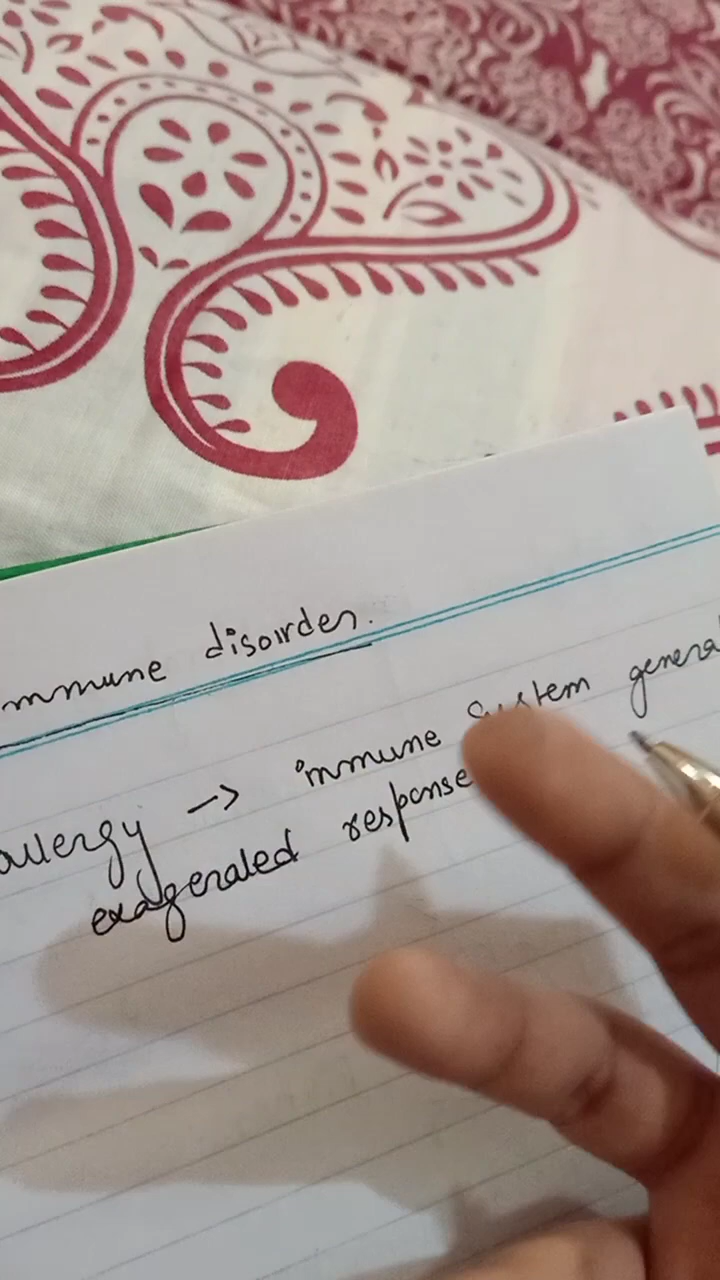 mmune disorder.
allergy -> immune system genera
exagerated response